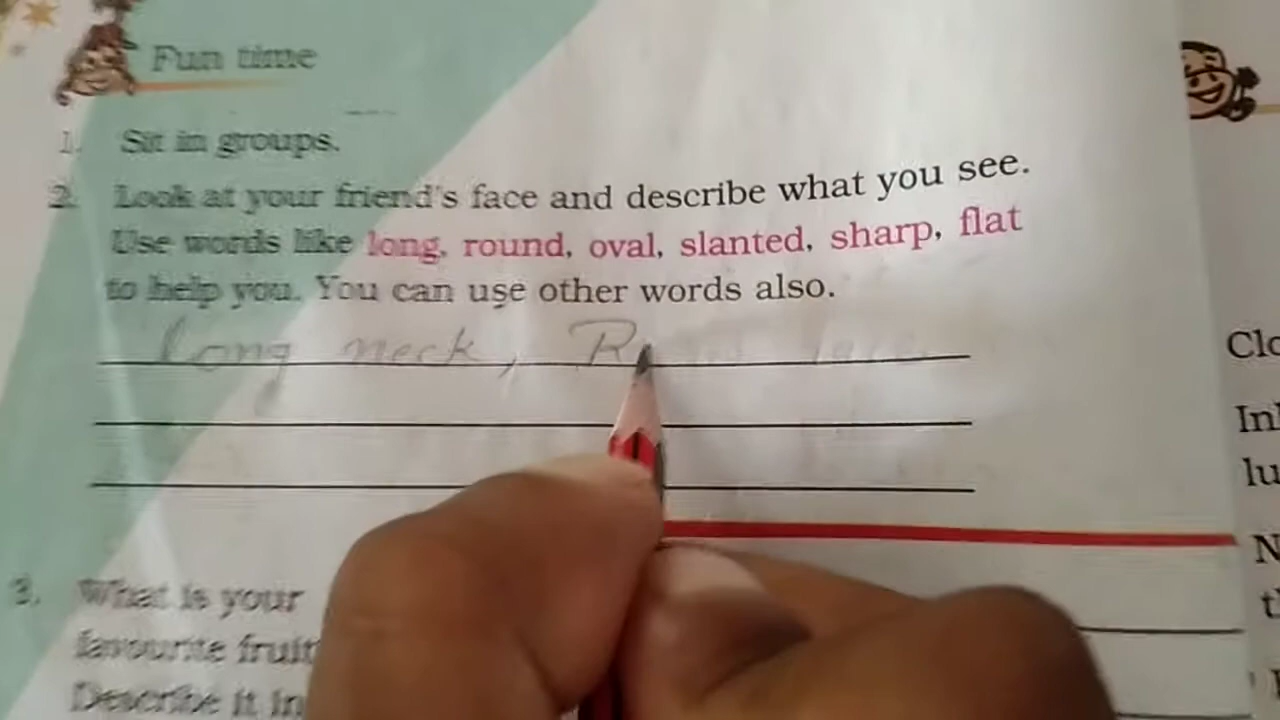 Fun time
1. Sit in groups.
2. Look at your friend's face and describe what you see.
Use words like long, round, oval, slanted, sharp, flat
to help you. You can use other words also.
long neck, R
3. What is your
favourite fruit
Describe it in
Clo
In
lu
N
t